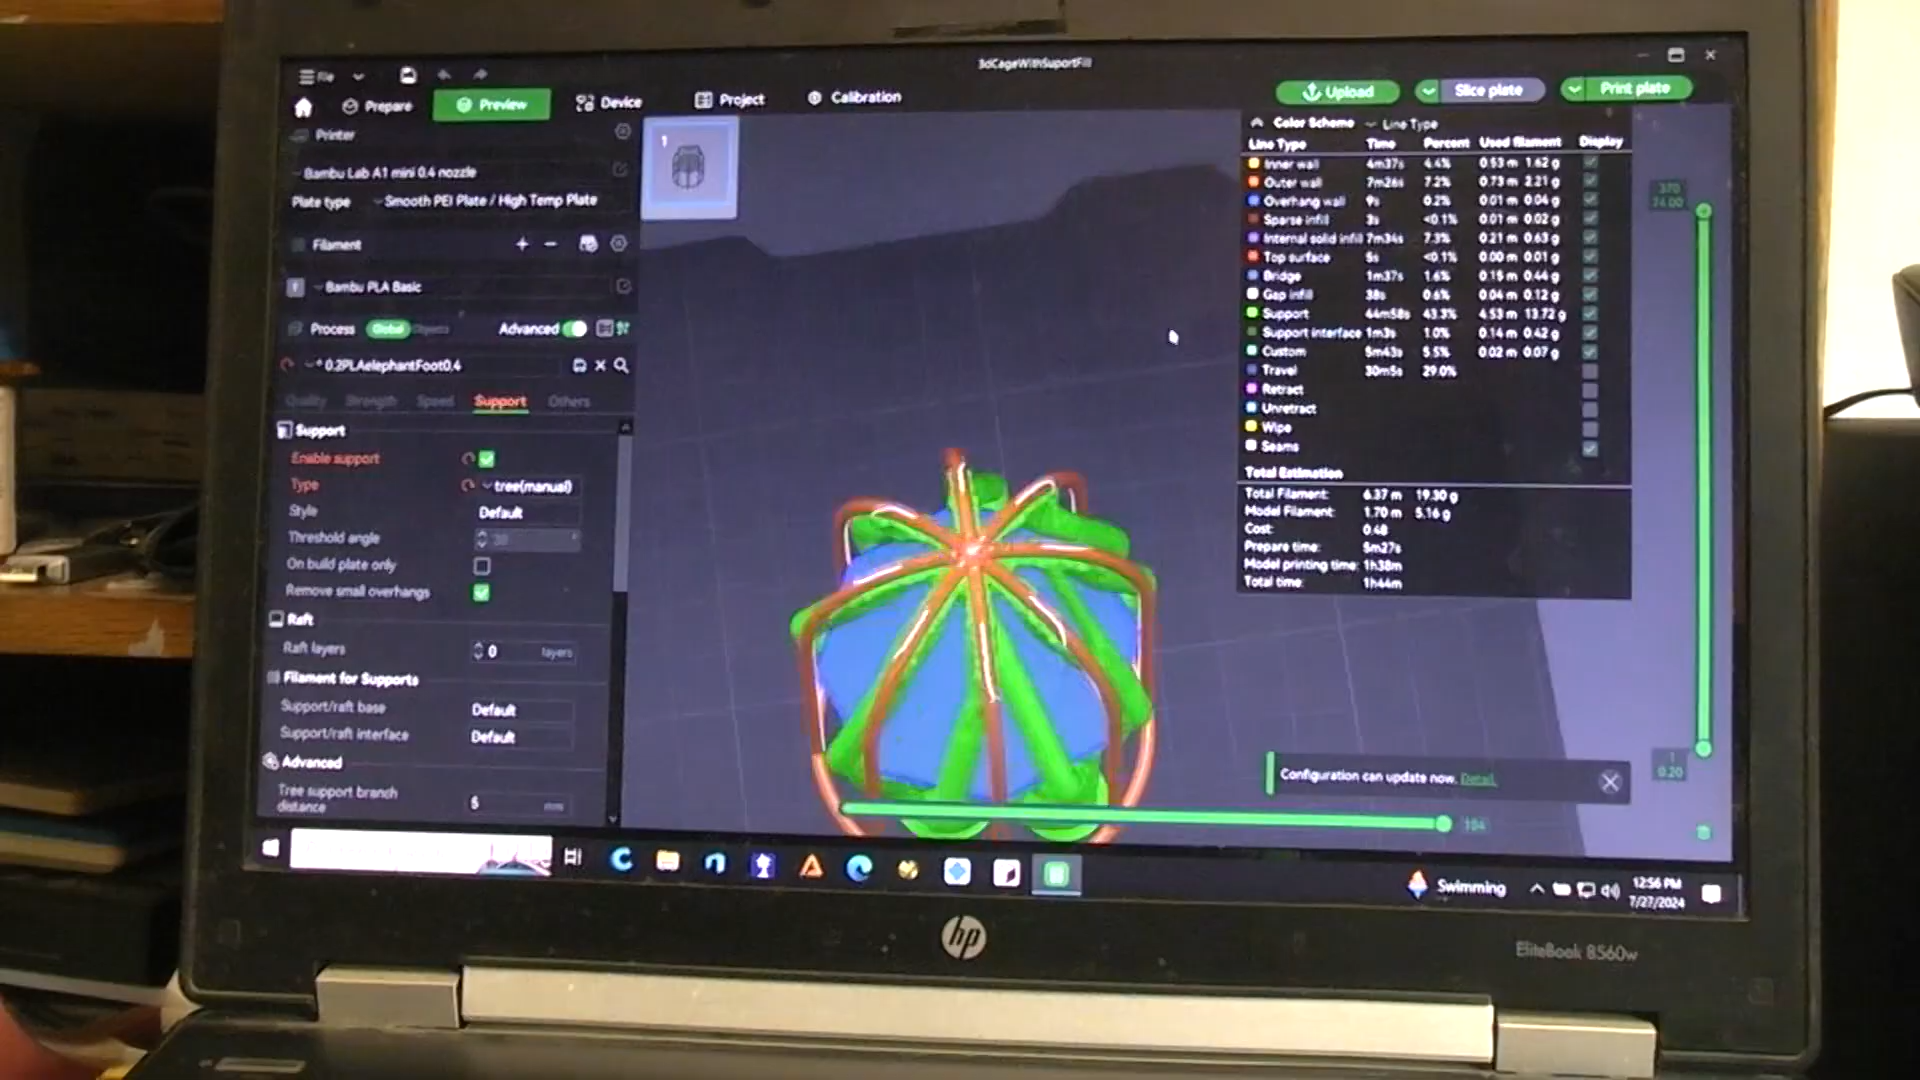 3dCageWithSuportFill
File
Prepare
Preview
Device
Project
Calibration
Upload
Slice plate
Print plate
Printer
Bambu Lab A1 mini 0.4 nozzle
Plate type
Smooth PEI Plate / High Temp Plate
Filament
Bambu PLA Basic
Process
Global
Objects
Advanced
* 0.2PLAelephantFoot0.4
Quality
Strength
Speed
Support
Others
Support
Enable support
Type
tree(manual)
Style
Default
Threshold angle
30
On build plate only
Remove small overhangs
Raft
Raft layers
0
layers
Filament for Supports
Support/raft base
Default
Support/raft interface
Default
Advanced
Tree support branch
distance
5
mm
1
Color Scheme
Line Type
Line Type Time Percent Used filament Display
Inner wall 4m37s 4.4% 0.53 m 1.62 g
Outer wall 7m26s 7.2% 0.73 m 2.21 g
Overhang wall 9s 0.2% 0.01 m 0.04 g
Sparse infill 3s <0.1% 0.01 m 0.02 g
Internal solid infill 7m34s 7.3% 0.21 m 0.63 g
Top surface 5s <0.1% 0.00 m 0.01 g
Bridge 1m37s 1.6% 0.15 m 0.44 g
Gap infill 38s 0.6% 0.04 m 0.12 g
Support 44m58s 43.3% 4.53 m 13.72 g
Support interface 1m3s 1.0% 0.14 m 0.42 g
Custom 5m43s 5.5% 0.02 m 0.07 g
Travel 30m5s 29.0%
Retract
Unretract
Wipe
Seams
Total Estimation
Total Filament: 6.37 m 19.30 g
Model Filament: 1.70 m 5.16 g
Cost: 0.48
Prepare time: 5m27s
Model printing time: 1h38m
Total time: 1h44m
370
74.00
1
0.20
Configuration can update now. Detail.
104
Swimming
12:56 PM
7/27/2024
hp
EliteBook 8560w